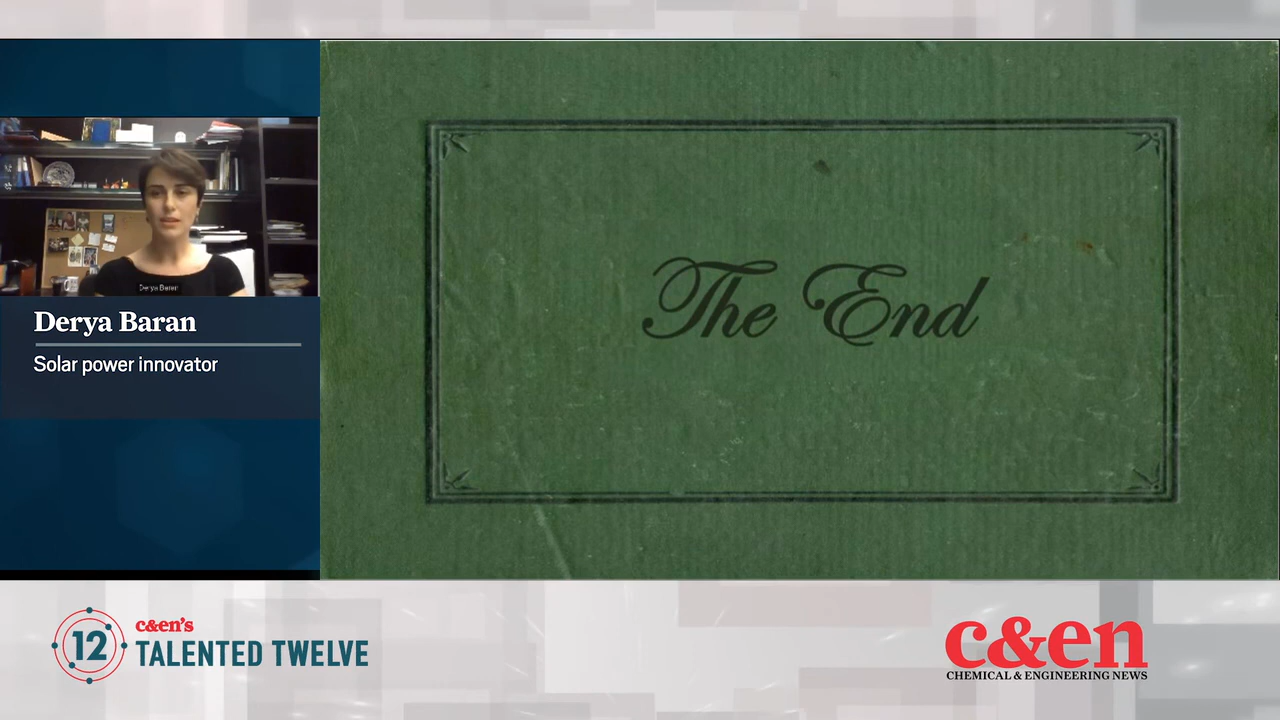 Derya Baran
Derya Baran
Solar power innovator
The End
12
c&en's
TALENTED TWELVE
c&en
CHEMICAL & ENGINEERING NEWS